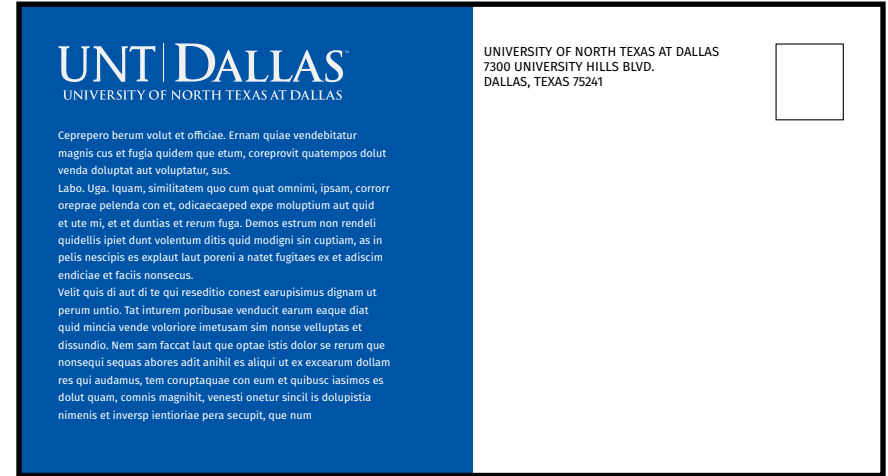 UNT DALLAS™
UNIVERSITY OF NORTH TEXAS AT DALLAS
Ceprepero berum volut et officiae. Ernam quiae vendebitatur
magnis cus et fugia quidem que etum, coreprovit quatempos dolut
venda doluptat aut voluptatur, sus.
Labo. Uga. Iquam, similitatem quo cum quat omnimi, ipsam, corrorr
oreprae pelenda con et, odicaecaeped expe moluptium aut quid
et ute mi, et et duntias et rerum fuga. Demos estrum non rendeli
quidellis ipiet dunt volentum ditis quid modigni sin cuptiam, as in
pelis nescipis es explaut laut poreni a natet fugitaes ex et adiscim
endiciae et faciis nonsecus.
Velit quis di aut di te qui reseditio conest earupisimus dignam ut
perum untio. Tat inturem poribusae venducit earum eaque diat
quid mincia vende voloriore imetusam sim nonse velluptas et
dissundio. Nem sam faccat laut que optae istis dolor se rerum que
nonsequi sequas abores adit anihil es aliqui ut ex excearum dollam
res qui audamus, tem coruptaquae con eum et quibusc iasimos es
dolut quam, comnis magnihit, venesti onetur sincil is dolupistia
nimenis et inversp ientioriae pera secupit, que num
UNIVERSITY OF NORTH TEXAS AT DALLAS
7300 UNIVERSITY HILLS BLVD.
DALLAS, TEXAS 75241